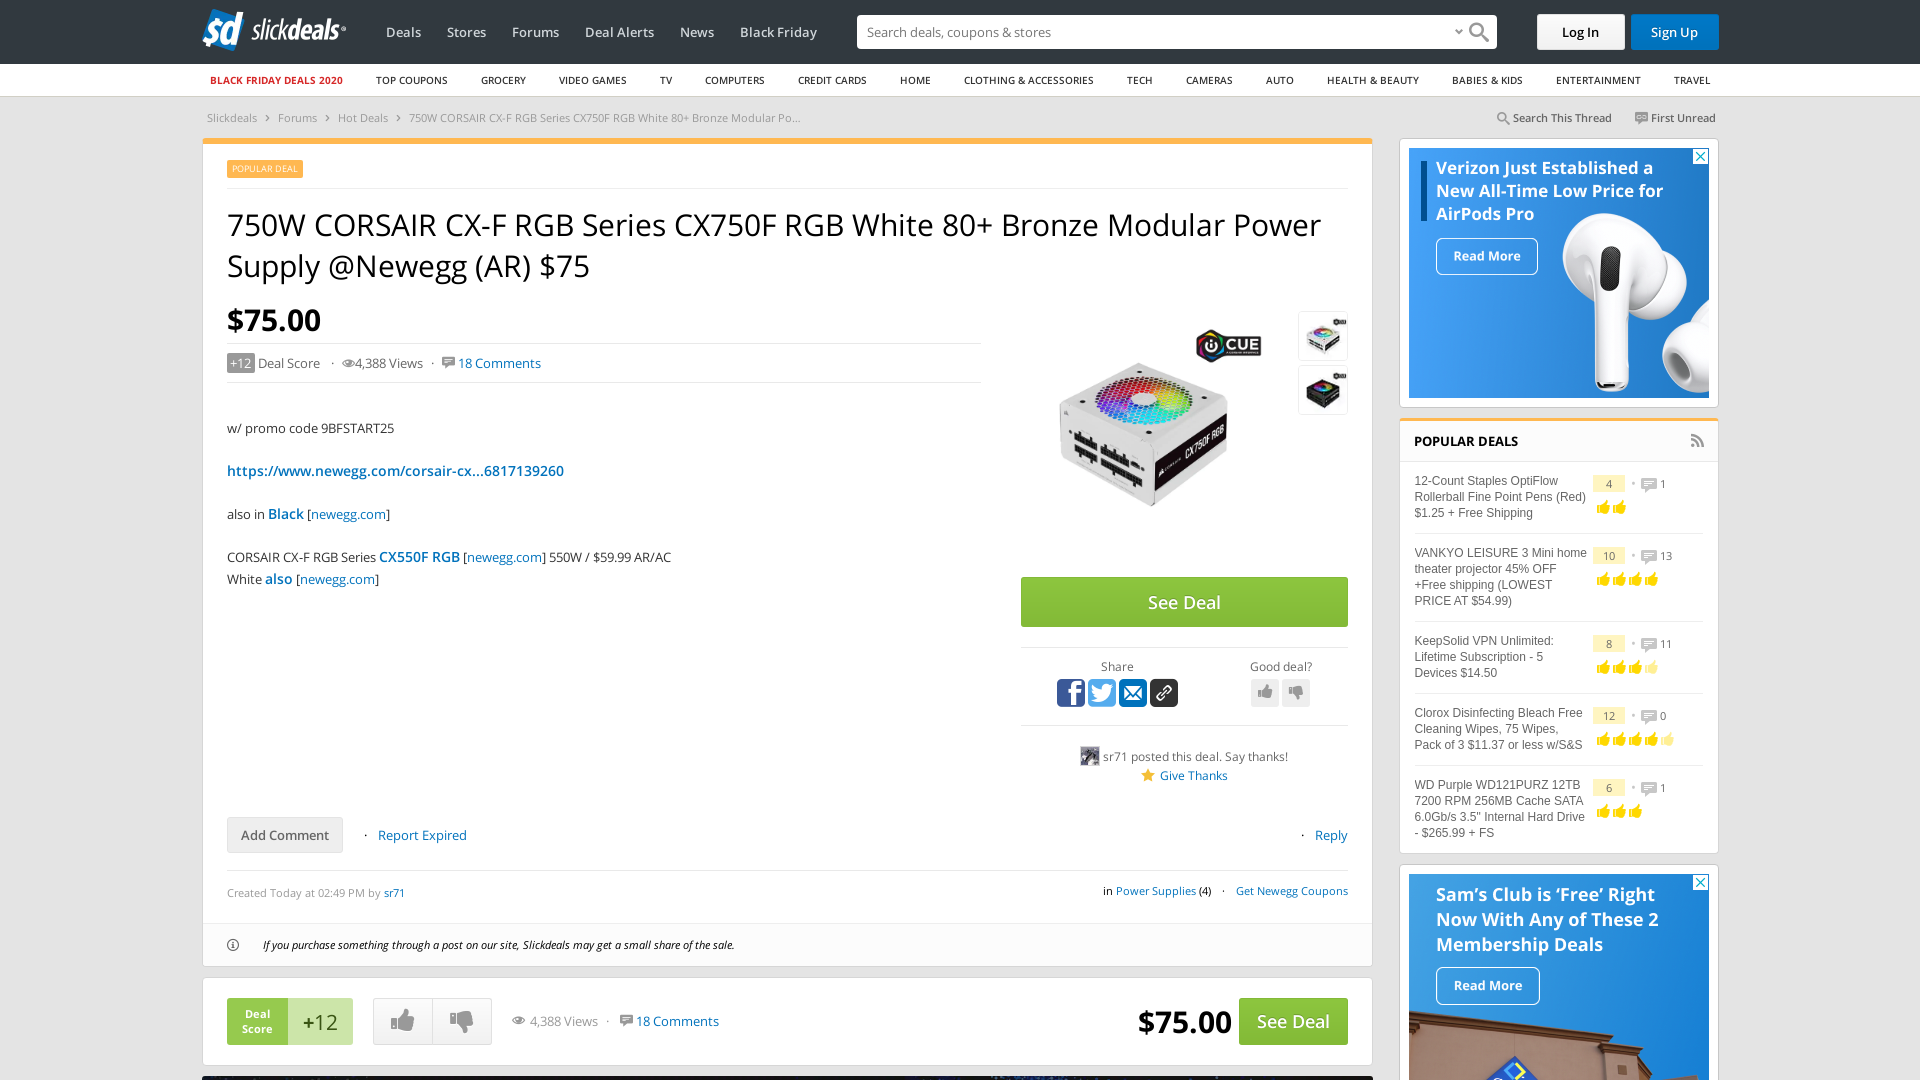 slickdeals
Deals Stores Forums Deal Alerts News Black Friday
Search deals, coupons & stores
Log In Sign Up
BLACK FRIDAY DEALS 2020 TOP COUPONS GROCERY VIDEO GAMES TV COMPUTERS CREDIT CARDS HOME CLOTHING & ACCESSORIES TECH CAMERAS AUTO HEALTH & BEAUTY BABIES & KIDS ENTERTAINMENT TRAVEL
Slickdeals › Forums › Hot Deals › 750W CORSAIR CX-F RGB Series CX750F RGB White 80+ Bronze Modular Po...
Search This Thread First Unread
POPULAR DEAL
750W CORSAIR CX-F RGB Series CX750F RGB White 80+ Bronze Modular Power
Supply @Newegg (AR) $75
$75.00
+12 Deal Score · 4,388 Views · 18 Comments
w/ promo code 9BFSTART25
https://www.newegg.com/corsair-cx...6817139260
also in Black [newegg.com]
CORSAIR CX-F RGB Series CX550F RGB [newegg.com] 550W / $59.99 AR/AC
White also [newegg.com]
iCUE
CORSAIR CX750F RGB
See Deal
Share
Good deal?
sr71 posted this deal. Say thanks!
Give Thanks
Add Comment · Report Expired
· Reply
Created Today at 02:49 PM by sr71
in Power Supplies (4) · Get Newegg Coupons
If you purchase something through a post on our site, Slickdeals may get a small share of the sale.
Deal
Score
+12
4,388 Views · 18 Comments
$75.00
See Deal
Verizon Just Established a
New All-Time Low Price for
AirPods Pro
Read More
POPULAR DEALS
12-Count Staples OptiFlow
Rollerball Fine Point Pens (Red)
$1.25 + Free Shipping
4 • 1
VANKYO LEISURE 3 Mini home
theater projector 45% OFF
+Free shipping (LOWEST
PRICE AT $54.99)
10 • 13
KeepSolid VPN Unlimited:
Lifetime Subscription - 5
Devices $14.50
8 • 11
Clorox Disinfecting Bleach Free
Cleaning Wipes, 75 Wipes,
Pack of 3 $11.37 or less w/S&S
12 • 0
WD Purple WD121PURZ 12TB
7200 RPM 256MB Cache SATA
6.0Gb/s 3.5" Internal Hard Drive
- $265.99 + FS
6 • 1
Sam's Club is 'Free' Right
Now With Any of These 2
Membership Deals
Read More